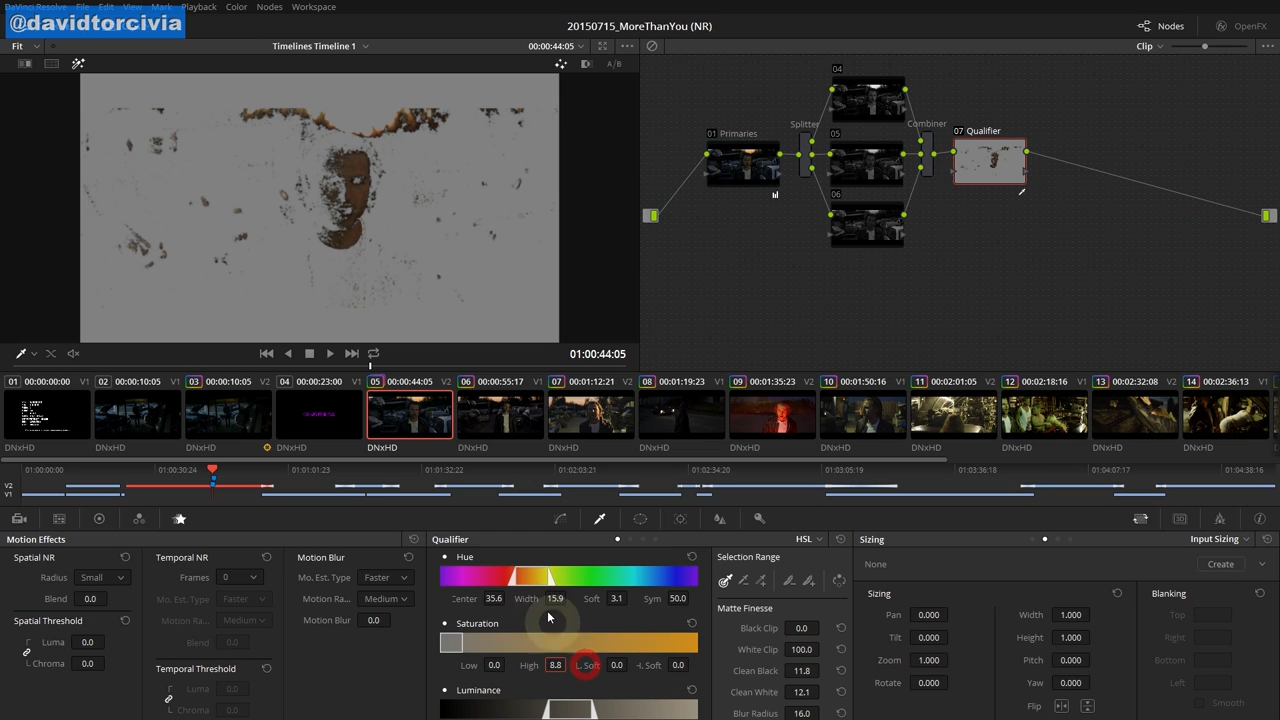 DaVinci Resolve File Edit View Mark Playback Color Nodes Workspace
@davidtorcivia
20150715_MoreThanYou (NR)
Nodes
OpenFX
Fit
Timelines Timeline 1
00:00:44:05
Clip
A/B
04
01 Primaries
Splitter
05
Combiner
07 Qualifier
06
01:00:44:05
01 00:00:00:00 V1
02 00:00:10:05 V1
03 00:00:10:05 V2
04 00:00:23:00 V1
05 00:00:44:05 V2
06 00:00:55:17 V1
07 00:01:12:21 V2
08 00:01:19:23 V1
09 00:01:35:23 V2
10 00:01:50:16 V1
11 00:02:01:05 V2
12 00:02:18:16 V1
13 00:02:32:08 V2
14 00:02:36:13 V1
DNxHD DNxHD DNxHD DNxHD DNxHD DNxHD DNxHD DNxHD DNxHD DNxHD DNxHD DNxHD DNxHD DNxHD
01:00:00:00 01:00:30:24 01:01:01:23 01:01:32:22 01:02:03:21 01:02:34:20 01:03:05:19 01:03:36:18 01:04:07:17 01:04:38:16
V2
V1
Motion Effects
Spatial NR
Radius Small
Blend 0.0
Spatial Threshold
Luma 0.0
Chroma 0.0
Temporal NR
Frames 0
Mo. Est. Type Faster
Motion Ra... Medium
Blend 0.0
Temporal Threshold
Luma 0.0
Chroma 0.0
Motion Blur
Mo. Est. Type Faster
Motion Ra... Medium
Motion Blur 0.0
Qualifier
HSL
Hue
Center 35.6 Width 15.9 Soft 3.1 Sym 50.0
Saturation
Low 0.0 High 8.8 L. Soft 0.0 H. Soft 0.0
Luminance
Selection Range
Matte Finesse
Black Clip 0.0
White Clip 100.0
Clean Black 11.8
Clean White 12.1
Blur Radius 16.0
Sizing
Input Sizing
None
Create
Sizing
Pan 0.000 Width 1.000
Tilt 0.000 Height 1.000
Zoom 1.000 Pitch 0.000
Rotate 0.000 Yaw 0.000
Flip
Blanking
Top
Right
Bottom
Left
Smooth